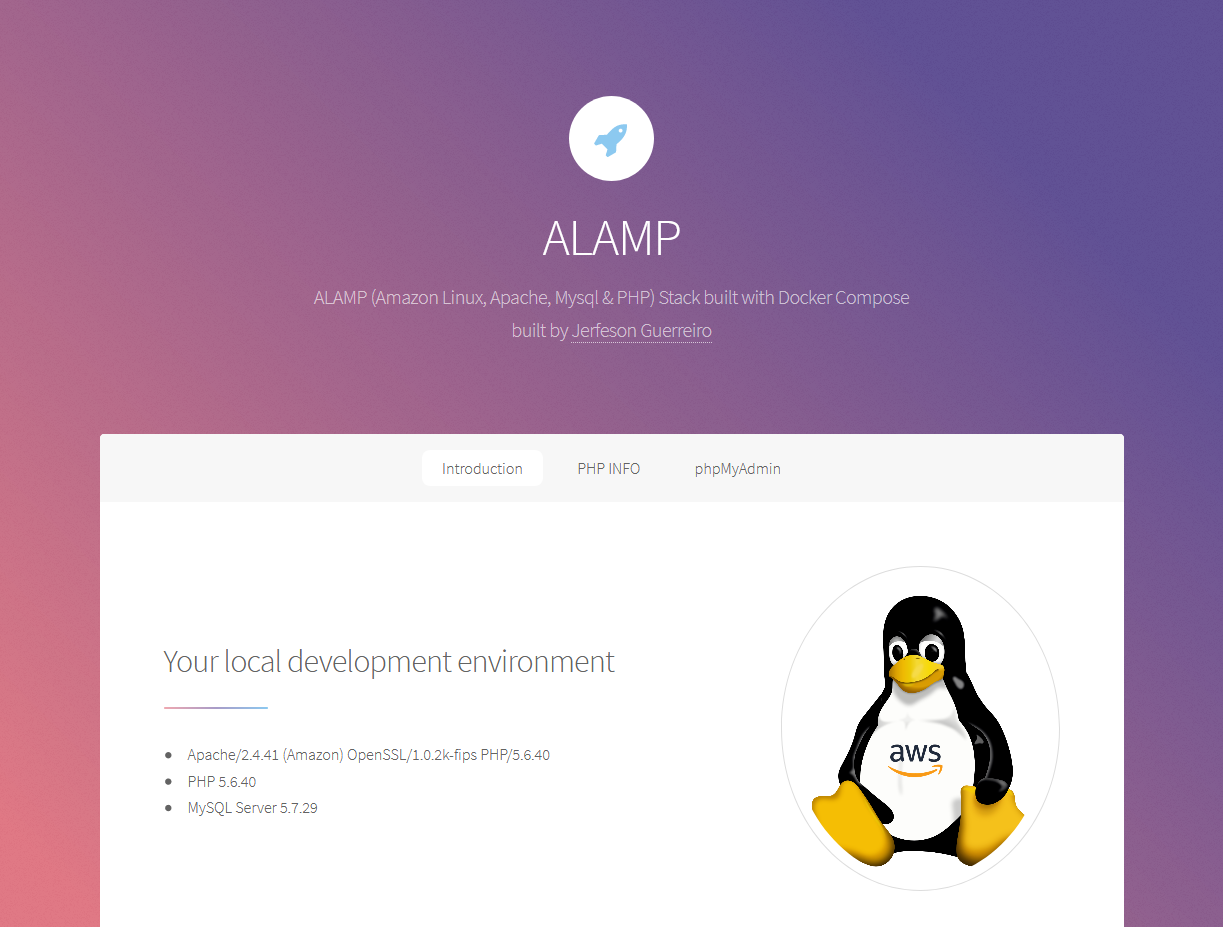 ALAMP
ALAMP (Amazon Linux, Apache, Mysql & PHP) Stack built with Docker Compose
built by Jerfeson Guerreiro
Introduction
PHP INFO
phpMyAdmin
Your local development environment
Apache/2.4.41 (Amazon) OpenSSL/1.0.2k-fips PHP/5.6.40
PHP 5.6.40
MySQL Server 5.7.29
aws